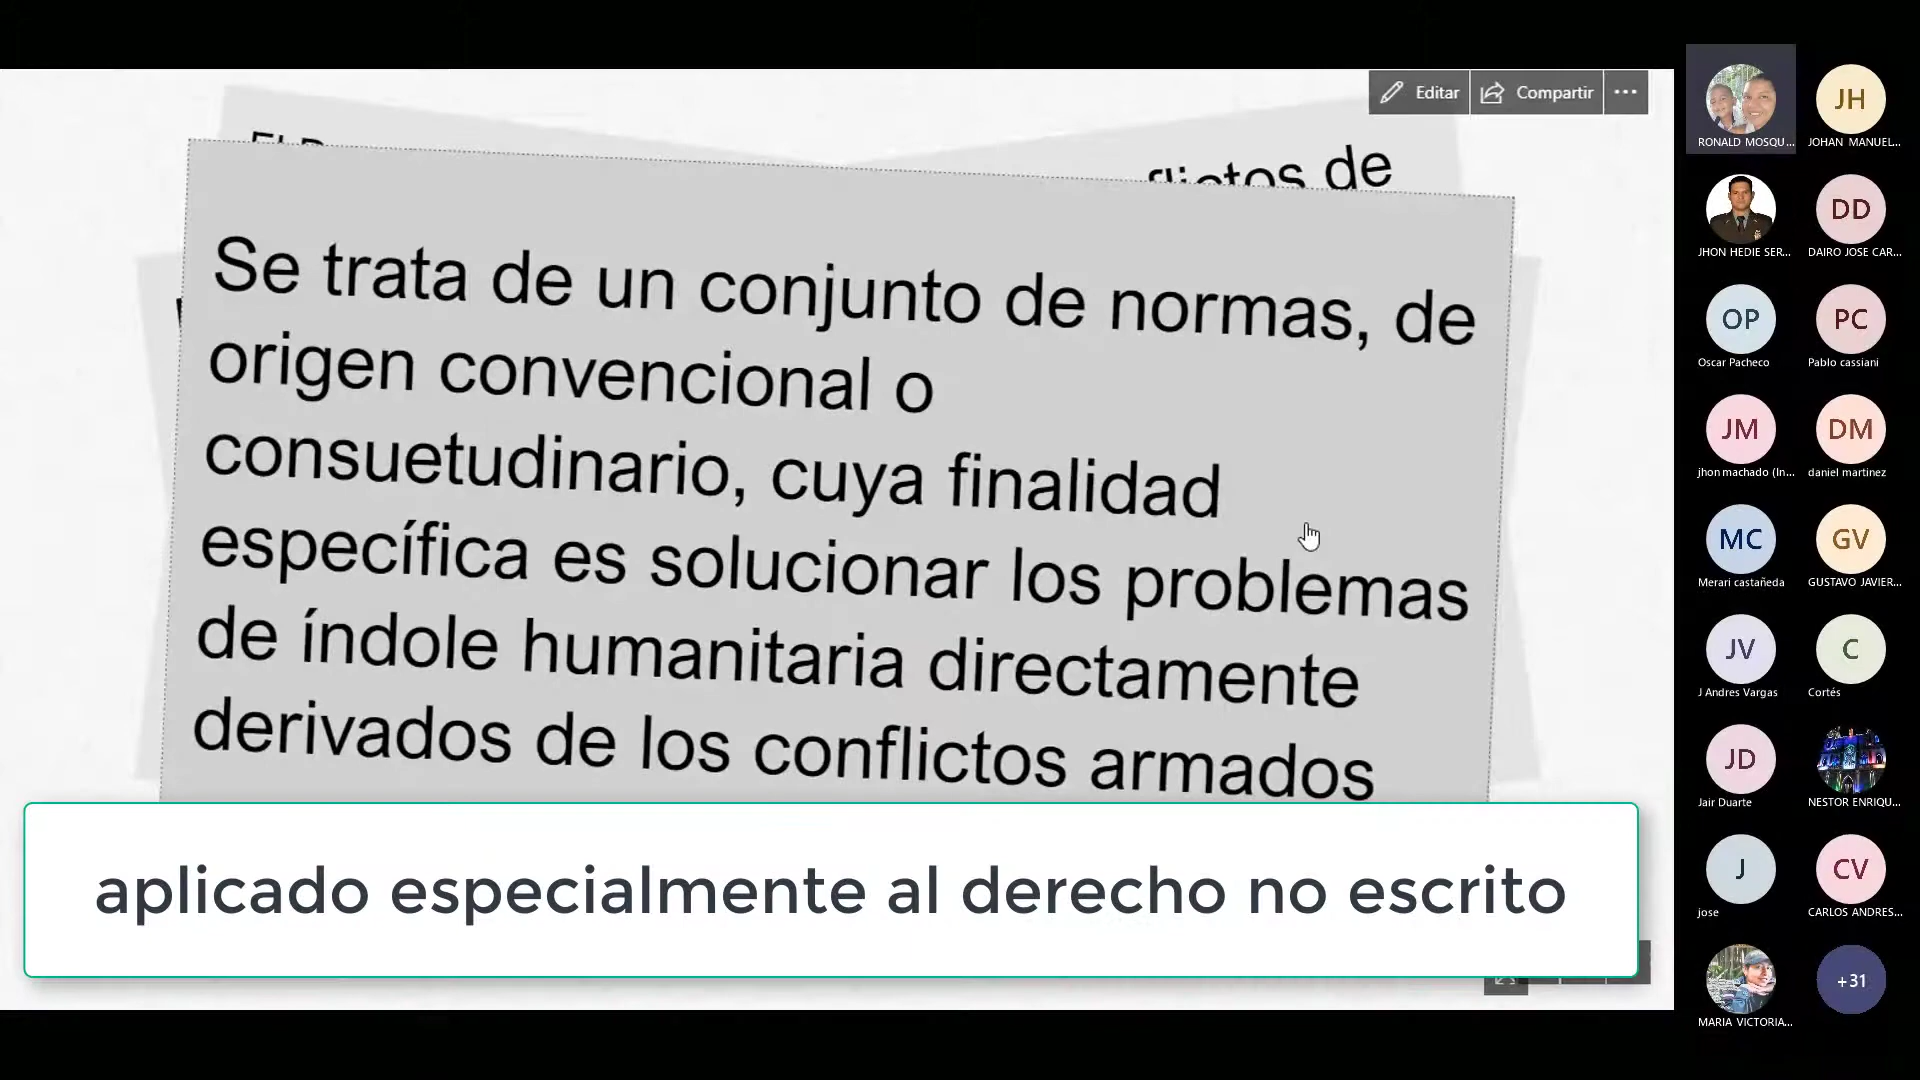 Editar
Compartir
flictos de
Se trata de un conjunto de normas, de
origen convencional o
consuetudinario, cuya finalidad
específica es solucionar los problemas
de índole humanitaria directamente
derivados de los conflictos armados
aplicado especialmente al derecho no escrito
RONALD MOSQU...
JH
JOHAN MANUEL...
JHON HEDIE SER...
DD
DAIRO JOSE CAR...
OP
Oscar Pacheco
PC
Pablo cassiani
JM
jhon machado (In...
DM
daniel martinez
MC
Merari castañeda
GV
GUSTAVO JAVIER...
JV
J Andres Vargas
C
Cortés
JD
Jair Duarte
NESTOR ENRIQU...
J
jose
CV
CARLOS ANDRES...
MARIA VICTORIA...
+31